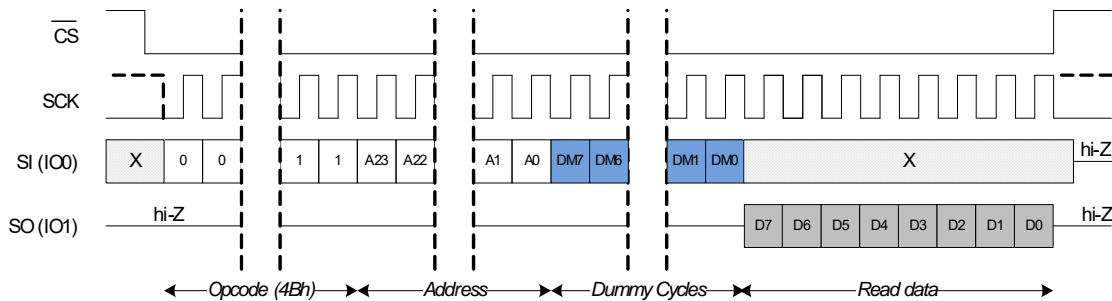 CS
SCK
SI (IO0) X 0 0 1 1 A23 A22 A1 A0 DM7 DM6 DM1 DM0 X hi-Z
SO (IO1) hi-Z D7 D6 D5 D4 D3 D2 D1 D0 hi-Z
Opcode (4Bh) Address Dummy Cycles Read data